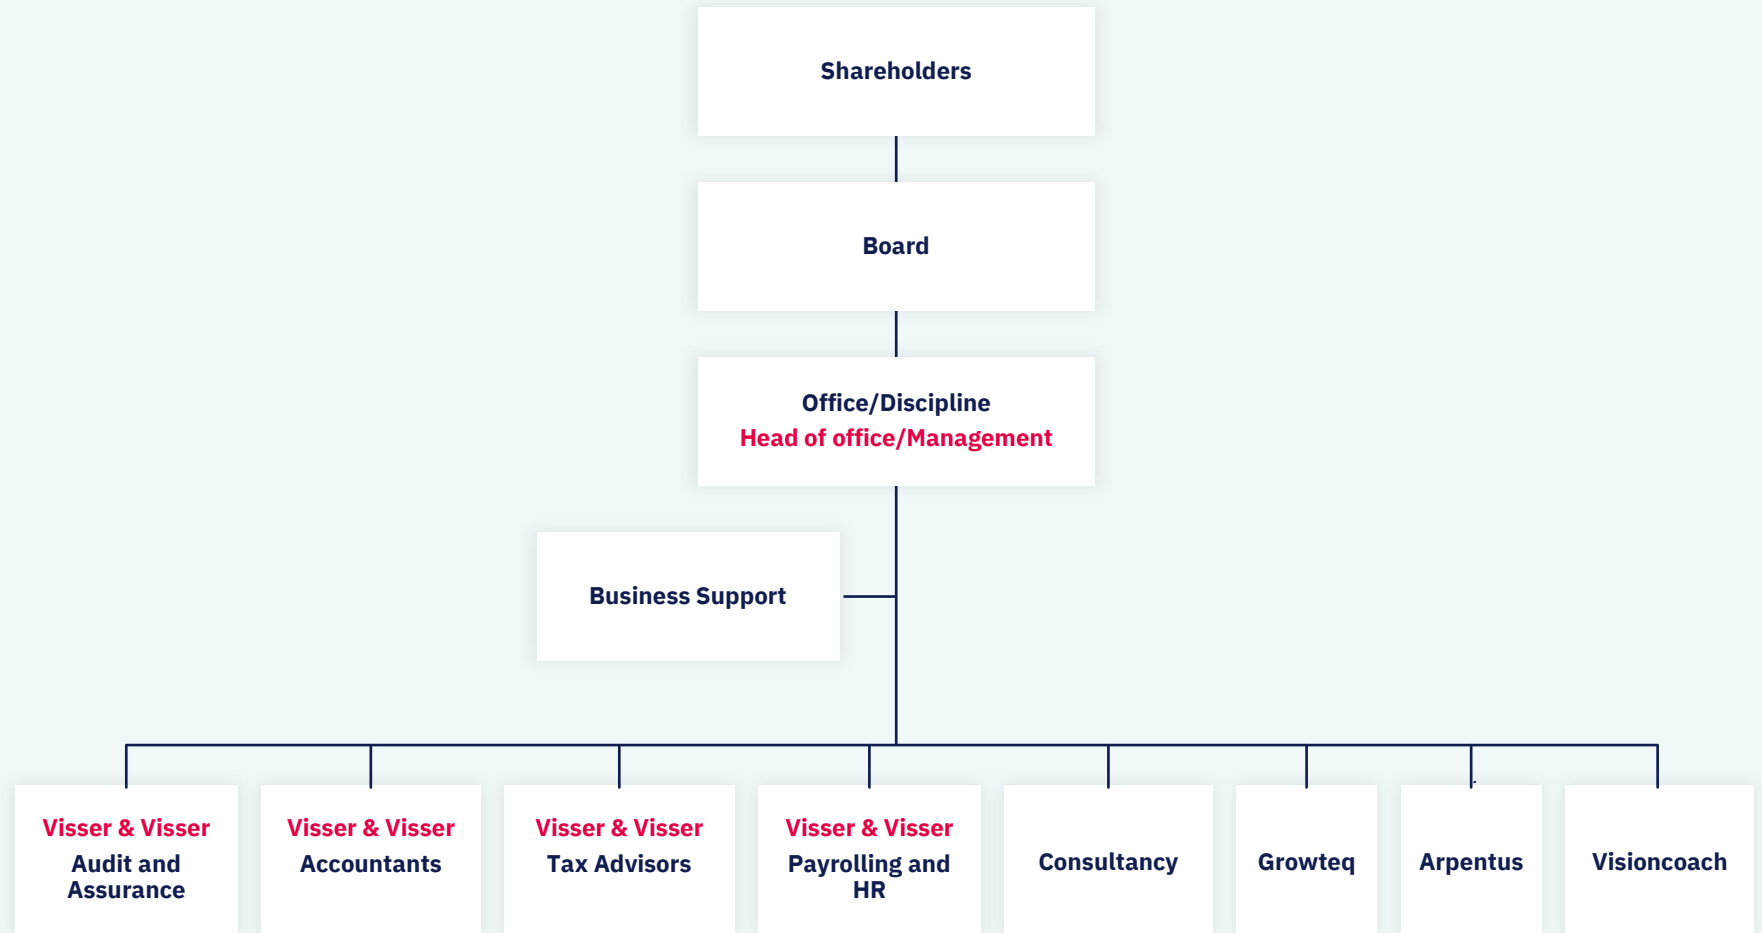 Shareholders
Board
Office/Discipline
Head of office/Management
Business Support
Visser & Visser
Audit and
Assurance
Visser & Visser
Accountants
Visser & Visser
Tax Advisors
Visser & Visser
Payrolling and
HR
Consultancy
Growteq
Arpentus
Visioncoach